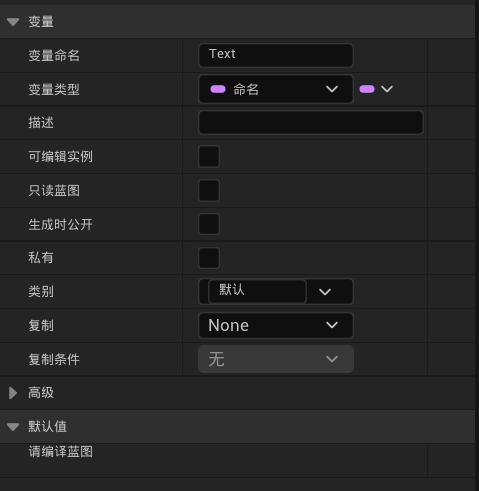 变量
变量命名 Text
变量类型 命名
描述
可编辑实例
只读蓝图
生成时公开
私有
类别 默认
复制 None
复制条件 无
高级
默认值
请编译蓝图